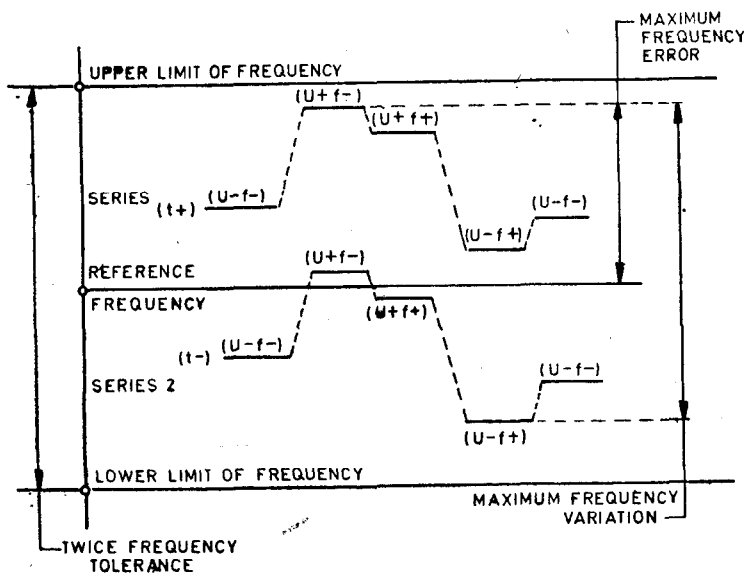 MAXIMUM
FREQUENCY
ERROR
UPPER LIMIT OF FREQUENCY
(U+f-)
(U+f+)
SERIES
(t+)
(U-f-)
(U-f-)
(U-f+)
(U+f-)
REFERENCE
FREQUENCY
(U+f+)
(t-)
(U-f-)
(U-f-)
SERIES 2
(U-f+)
LOWER LIMIT OF FREQUENCY
MAXIMUM FREQUENCY
VARIATION
TWICE FREQUENCY
TOLERANCE